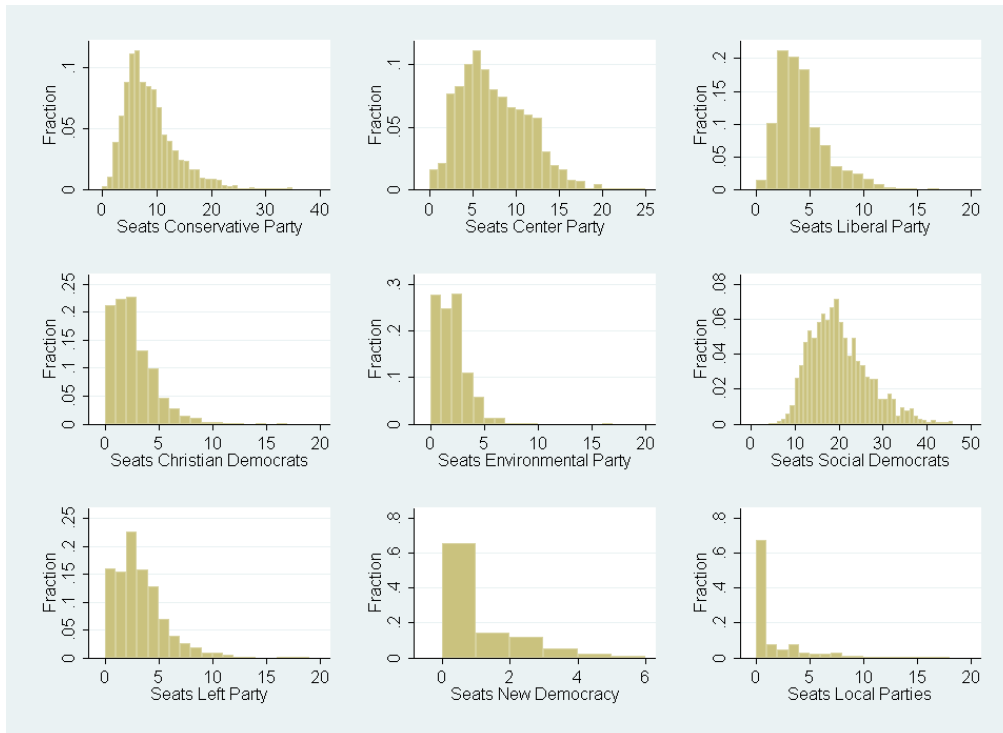 Fraction
0 .05 .1
0 10 20 30 40
Seats Conservative Party
Fraction
0 .05 .1
0 5 10 15 20 25
Seats Center Party
Fraction
0 .05 .1 .15 .2
0 5 10 15 20
Seats Liberal Party
Fraction
0 .05 .1 .15 .2 .25
0 5 10 15 20
Seats Christian Democrats
Fraction
0 .1 .2 .3
0 5 10 15 20
Seats Environmental Party
Fraction
0 .02 .04 .06 .08
0 10 20 30 40 50
Seats Social Democrats
Fraction
0 .05 .1 .15 .2 .25
0 5 10 15 20
Seats Left Party
Fraction
0 .2 .4 .6 .8
0 2 4 6
Seats New Democracy
Fraction
0 .2 .4 .6 .8
0 5 10 15 20
Seats Local Parties